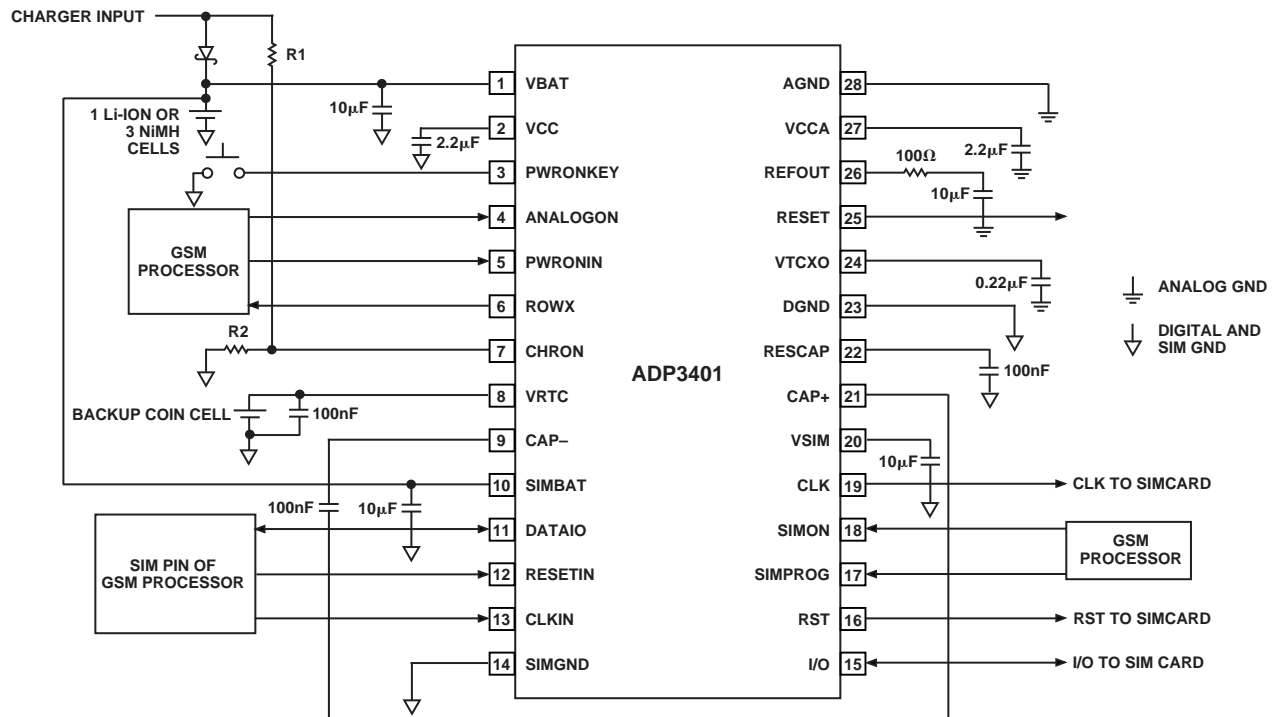 CHARGER INPUT
R1
10µF
1 Li-ION OR
3 NiMH
CELLS
2.2µF
GSM
PROCESSOR
R2
BACKUP COIN CELL
100nF
100nF
10µF
SIM PIN OF
GSM PROCESSOR
1 VBAT
2 VCC
3 PWRONKEY
4 ANALOGON
5 PWRONIN
6 ROWX
7 CHRON
8 VRTC
9 CAP–
10 SIMBAT
11 DATAIO
12 RESETIN
13 CLKIN
14 SIMGND
ADP3401
AGND 28
VCCA 27
REFOUT 26
RESET 25
VTCXO 24
DGND 23
RESCAP 22
CAP+ 21
VSIM 20
CLK 19
SIMON 18
SIMPROG 17
RST 16
I/O 15
2.2µF
100Ω
10µF
0.22µF
100nF
10µF
CLK TO SIMCARD
GSM
PROCESSOR
RST TO SIMCARD
I/O TO SIM CARD
ANALOG GND
DIGITAL AND
SIM GND